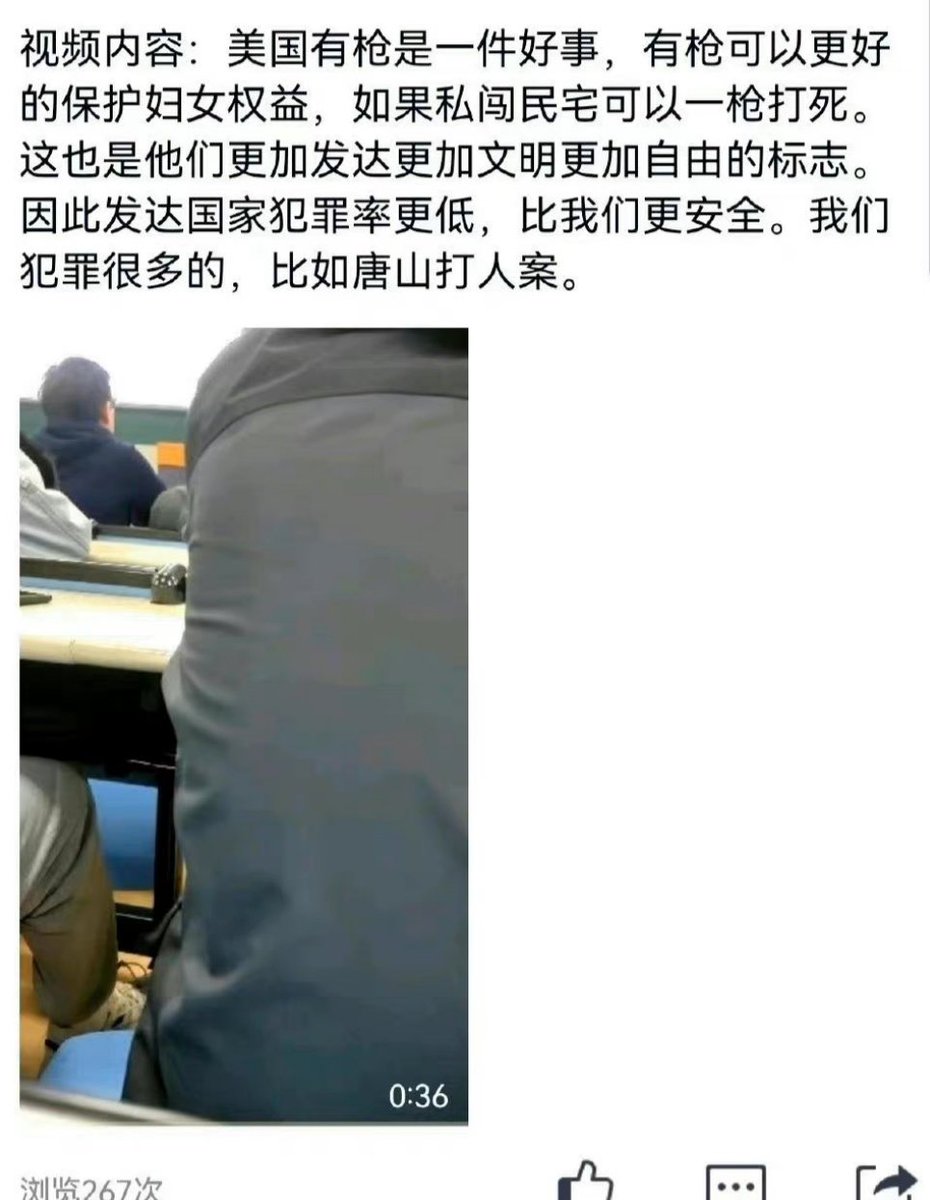 视频内容：美国有枪是一件好事，有枪可以更好
的保护妇女权益，如果私闯民宅可以一枪打死。
这也是他们更加发达更加文明更加自由的标志。
因此发达国家犯罪率更低，比我们更安全。我们
犯罪很多的，比如唐山打人案。
0:36
浏览267次